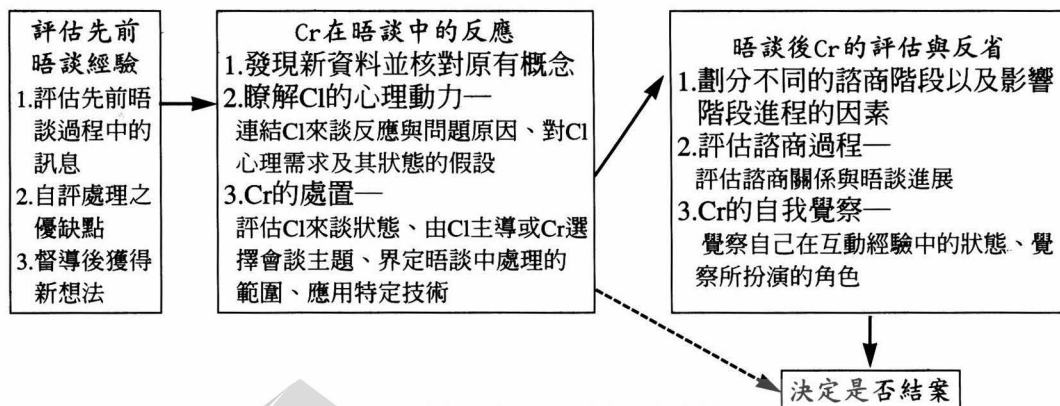 評估先前
晤談經驗
1.評估先前晤
談過程中的
訊息
2.自評處理之
優缺點
3.督導後獲得
新想法
Cr在晤談中的反應
1.發現新資料並核對原有概念
2.瞭解Cl的心理動力—
連結Cl來談反應與問題原因、對Cl
心理需求及其狀態的假設
3.Cr的處置—
評估Cl來談狀態、由Cl主導或Cr選
擇會談主題、界定晤談中處理的
範圍、應用特定技術
晤談後Cr的評估與反省
1.劃分不同的諮商階段以及影響
階段進程的因素
2.評估諮商過程—
評估諮商關係與晤談進展
3.Cr的自我覺察—
覺察自己在互動經驗中的狀態、覺
察所扮演的角色
決定是否結案